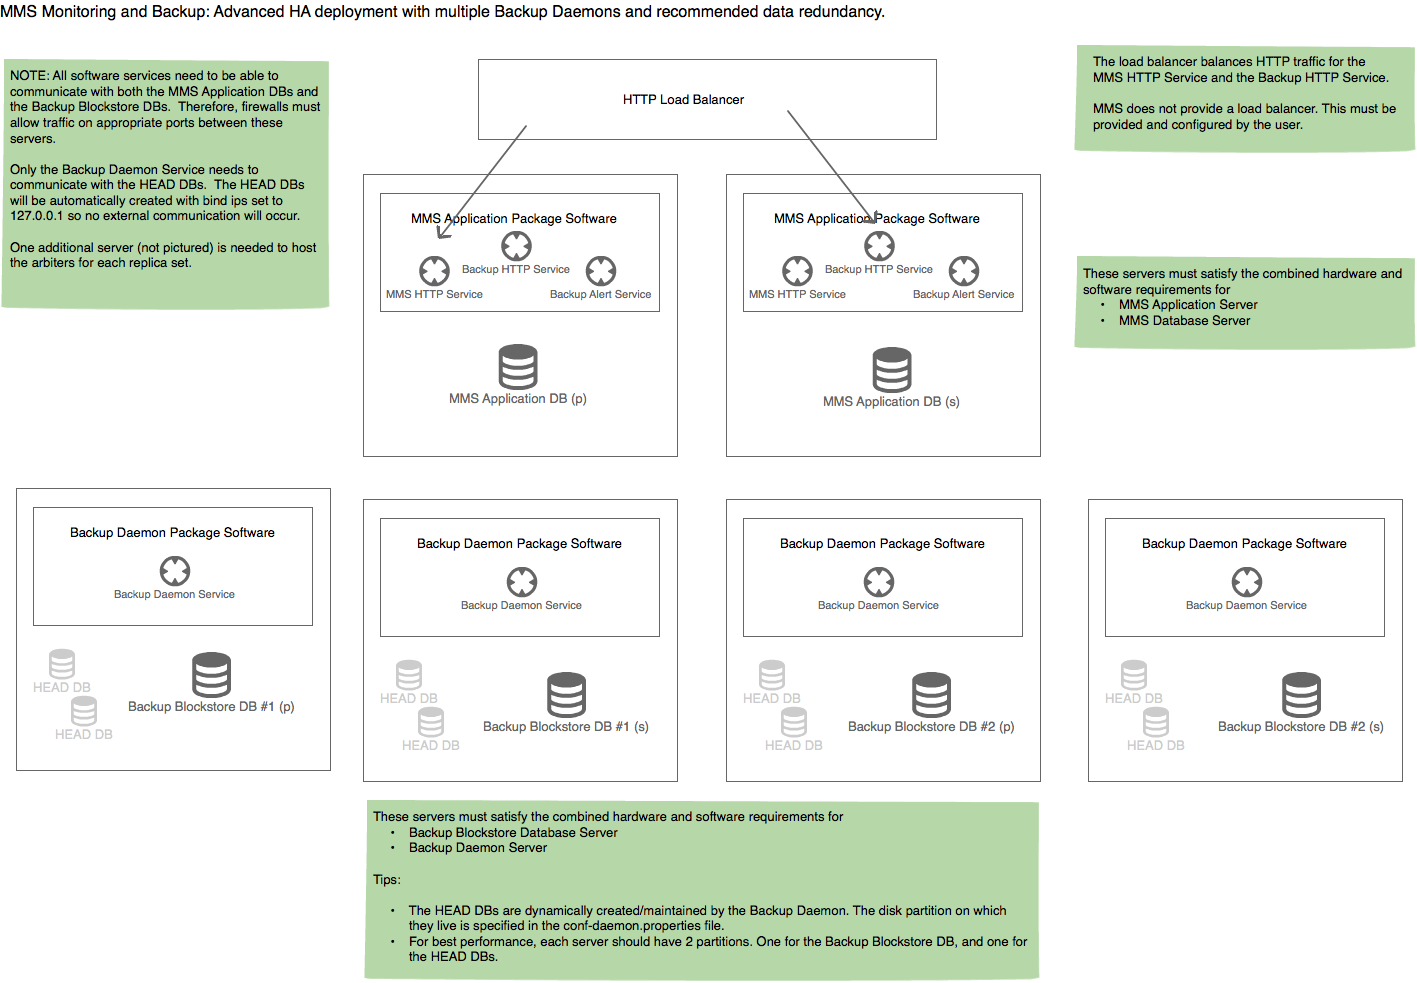 MMS Monitoring and Backup: Advanced HA deployment with multiple Backup Daemons and recommended data redundancy.
NOTE: All software services need to be able to
communicate with both the MMS Application DBs and
the Backup Blockstore DBs.  Therefore, firewalls must
allow traffic on appropriate ports between these
servers.
Only the Backup Daemon Service needs to
communicate with the HEAD DBs.  The HEAD DBs
will be automatically created with bind ips set to
127.0.0.1 so no external communication will occur.
One additional server (not pictured) is needed to host
the arbiters for each replica set.
HTTP Load Balancer
The load balancer balances HTTP traffic for the
MMS HTTP Service and the Backup HTTP Service.
MMS does not provide a load balancer. This must be
provided and configured by the user.
MMS Application Package Software
Backup HTTP Service
MMS HTTP Service
Backup Alert Service
MMS Application DB (p)
MMS Application Package Software
Backup HTTP Service
MMS HTTP Service
Backup Alert Service
MMS Application DB (s)
These servers must satisfy the combined hardware and
software requirements for
• MMS Application Server
• MMS Database Server
Backup Daemon Package Software
Backup Daemon Service
HEAD DB
HEAD DB
Backup Blockstore DB #1 (p)
Backup Daemon Package Software
Backup Daemon Service
HEAD DB
HEAD DB
Backup Blockstore DB #1 (s)
Backup Daemon Package Software
Backup Daemon Service
HEAD DB
HEAD DB
Backup Blockstore DB #2 (p)
Backup Daemon Package Software
Backup Daemon Service
HEAD DB
HEAD DB
Backup Blockstore DB #2 (s)
These servers must satisfy the combined hardware and software requirements for
• Backup Blockstore Database Server
• Backup Daemon Server
Tips:
• The HEAD DBs are dynamically created/maintained by the Backup Daemon. The disk partition on which
they live is specified in the conf-daemon.properties file.
• For best performance, each server should have 2 partitions. One for the Backup Blockstore DB, and one for
the HEAD DBs.